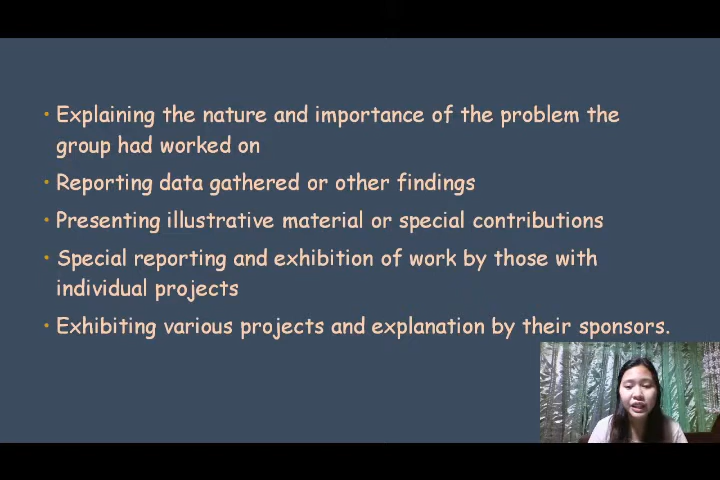 • Explaining the nature and importance of the problem the
group had worked on
• Reporting data gathered or other findings
• Presenting illustrative material or special contributions
• Special reporting and exhibition of work by those with
individual projects
• Exhibiting various projects and explanation by their sponsors.